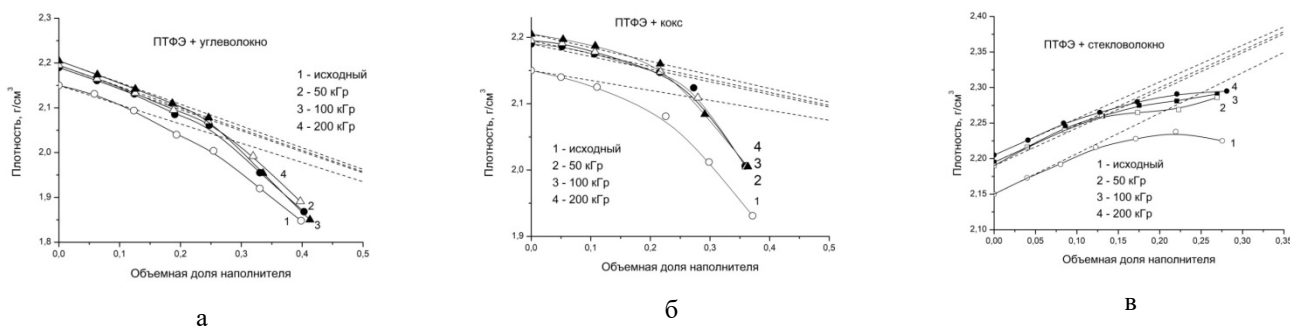 2,3
2,2
2,1
2,0
1,9
1,8
Плотность, г/см³
ПТФЭ + углеволокно
1 - исходный
2 - 50 кГр
3 - 100 кГр
4 - 200 кГр
4
2
1
3
0,0 0,1 0,2 0,3 0,4 0,5
Объемная доля наполнителя
а
2,2
2,1
2,0
1,9
Плотность, г/см³
ПТФЭ + кокс
1 - исходный
2 - 50 кГр
3 - 100 кГр
4 - 200 кГр
4
3
2
1
0,0 0,1 0,2 0,3 0,4 0,5
Объемная доля наполнителя
б
2,40
2,35
2,30
2,25
2,20
2,15
2,10
Плотность, г/см³
ПТФЭ + стекловолокно
4
3
2
1
1 - исходный
2 - 50 кГр
3 - 100 кГр
4 - 200 кГр
0,00 0,05 0,10 0,15 0,20 0,25 0,30 0,35
Объемная доля наполнителя
в